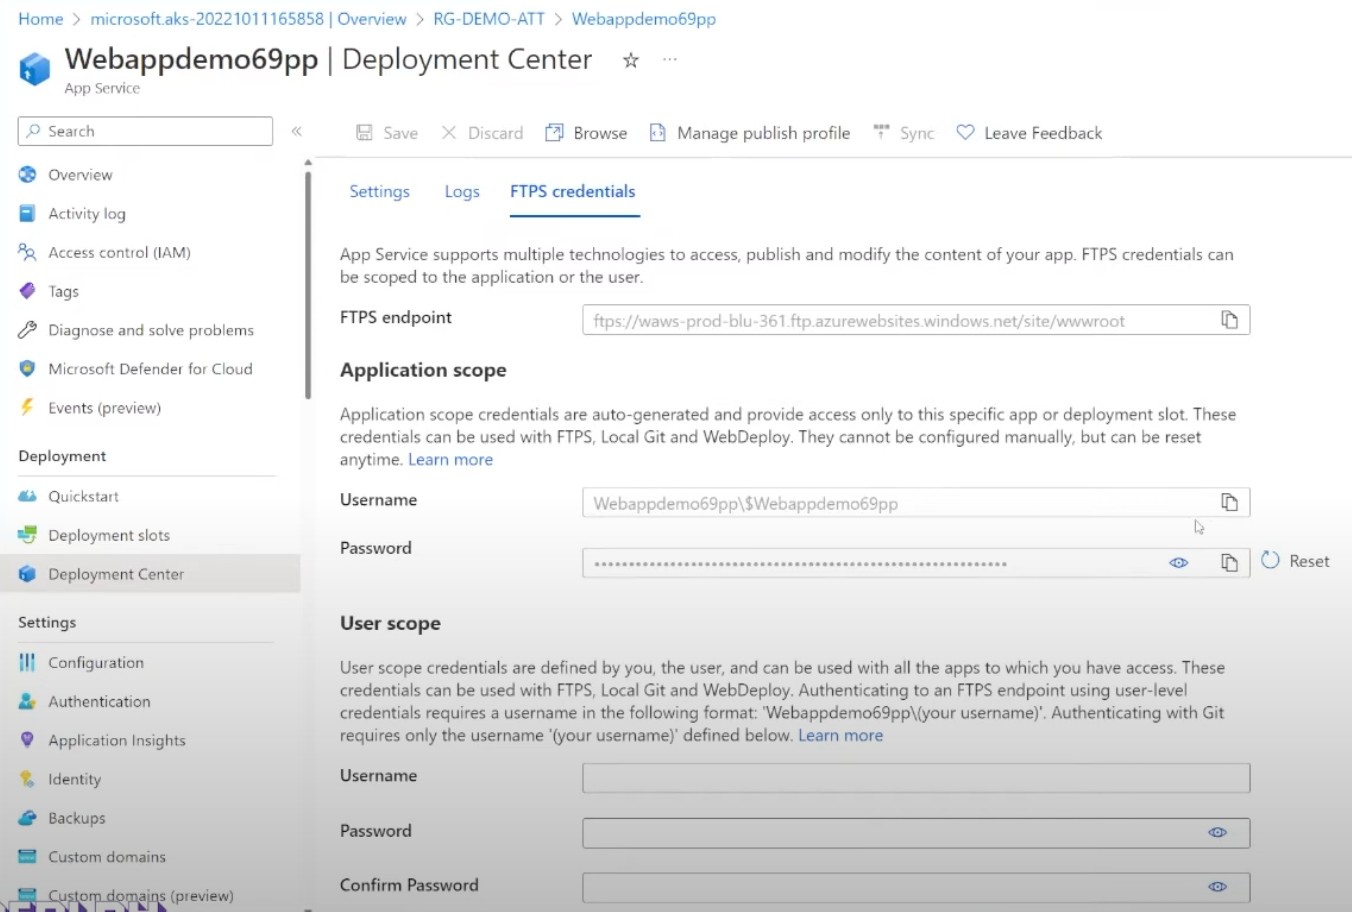 Home > microsoft.aks-20221011165858 | Overview > RG-DEMO-ATT > Webappdemo69pp
Webappdemo69pp | Deployment Center
App Service
Search
Save
Discard
Browse
Manage publish profile
Sync
Leave Feedback
Overview
Activity log
Access control (IAM)
Tags
Diagnose and solve problems
Microsoft Defender for Cloud
Events (preview)
Deployment
Quickstart
Deployment slots
Deployment Center
Settings
Configuration
Authentication
Application Insights
Identity
Backups
Custom domains
Custom domains (preview)
Settings
Logs
FTPS credentials
App Service supports multiple technologies to access, publish and modify the content of your app. FTPS credentials can
be scoped to the application or the user.
FTPS endpoint
ftps://waws-prod-blu-361.ftp.azurewebsites.windows.net/site/wwwroot
Application scope
Application scope credentials are auto-generated and provide access only to this specific app or deployment slot. These
credentials can be used with FTPS, Local Git and WebDeploy. They cannot be configured manually, but can be reset
anytime. Learn more
Username
Webappdemo69pp\$Webappdemo69pp
Password
Reset
User scope
User scope credentials are defined by you, the user, and can be used with all the apps to which you have access. These
credentials can be used with FTPS, Local Git and WebDeploy. Authenticating to an FTPS endpoint using user-level
credentials requires a username in the following format: 'Webappdemo69pp\(your username)'. Authenticating with Git
requires only the username '(your username)' defined below. Learn more
Username
Password
Confirm Password